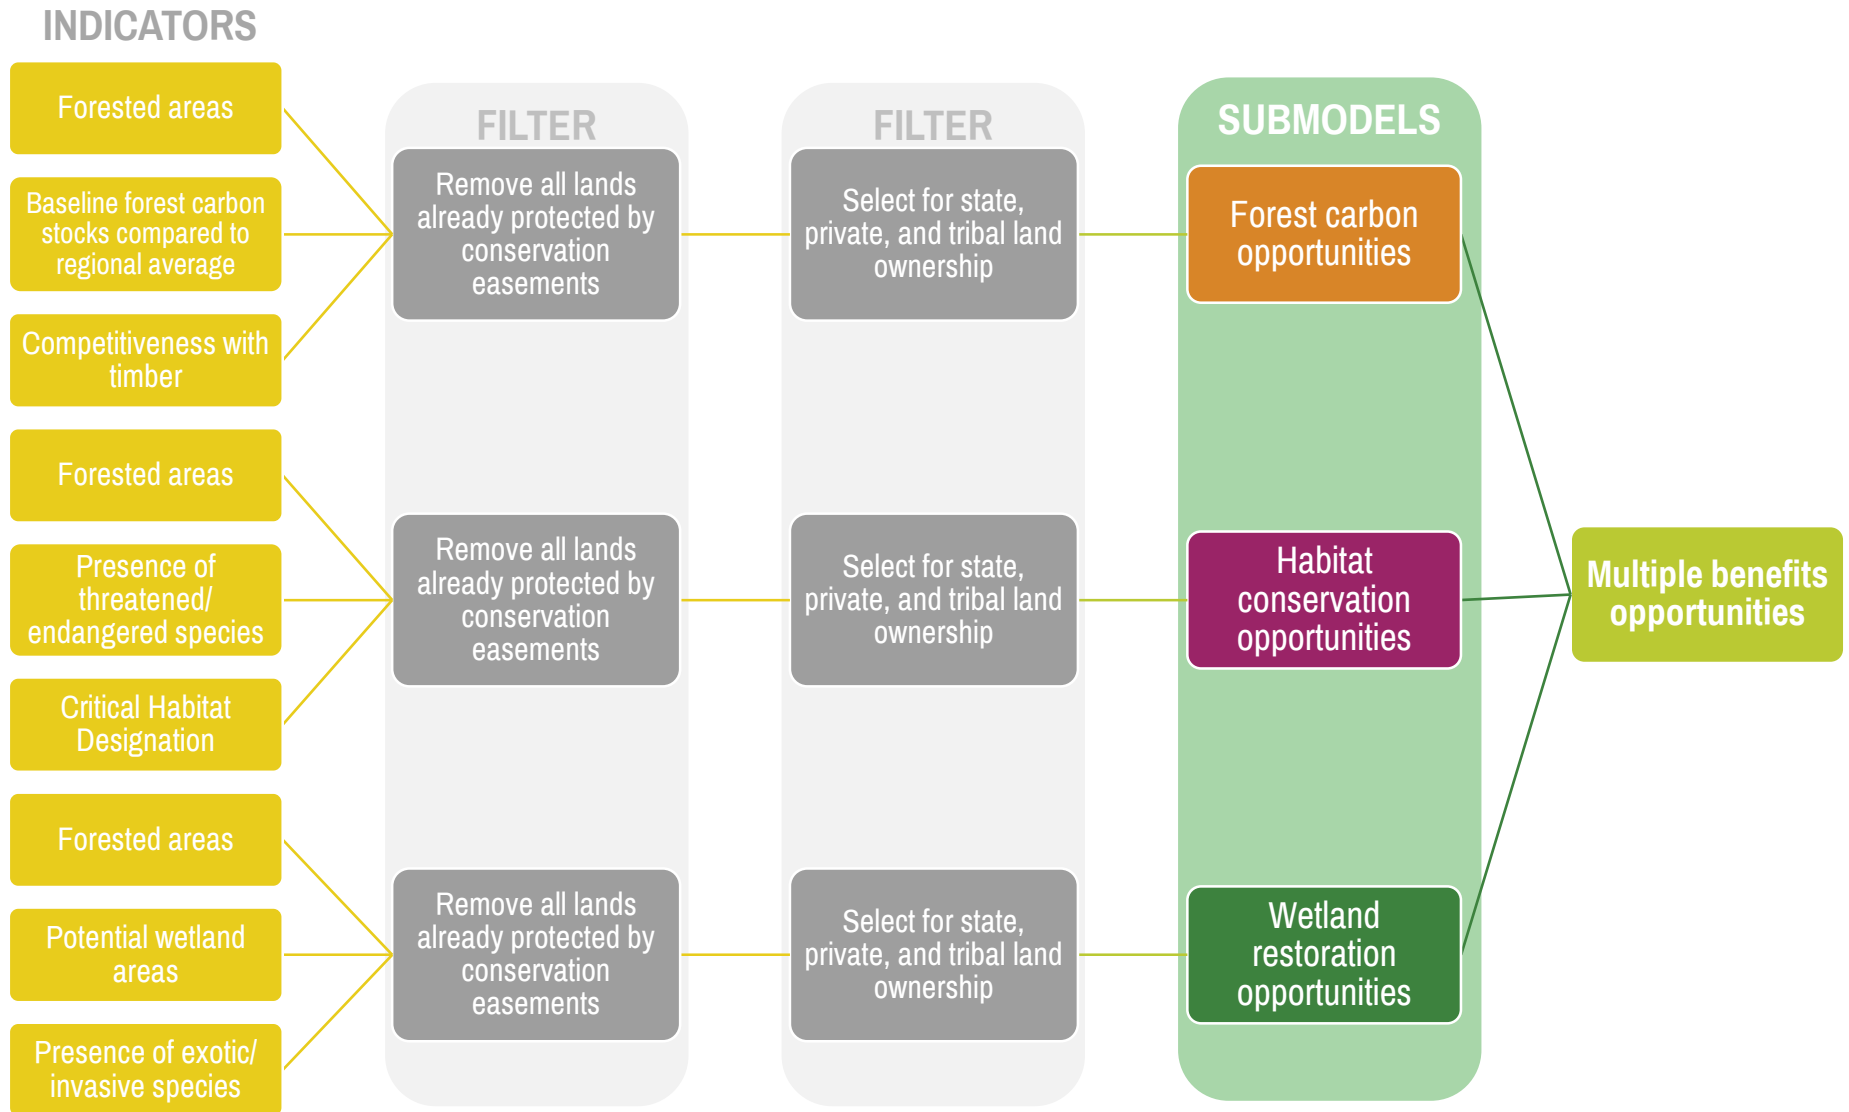 INDICATORS
Forested areas
Baseline forest carbon
stocks compared to
regional average
Competitiveness with
timber
Forested areas
Presence of
threatened/
endangered species
Critical Habitat
Designation
Forested areas
Potential wetland
areas
Presence of exotic/
invasive species
FILTER
Remove all lands
already protected by
conservation
easements
Remove all lands
already protected by
conservation
easements
Remove all lands
already protected by
conservation
easements
FILTER
Select for state,
private, and tribal land
ownership
Select for state,
private, and tribal land
ownership
Select for state,
private, and tribal land
ownership
SUBMODELS
Forest carbon
opportunities
Habitat
conservation
opportunities
Wetland
restoration
opportunities
Multiple benefits
opportunities